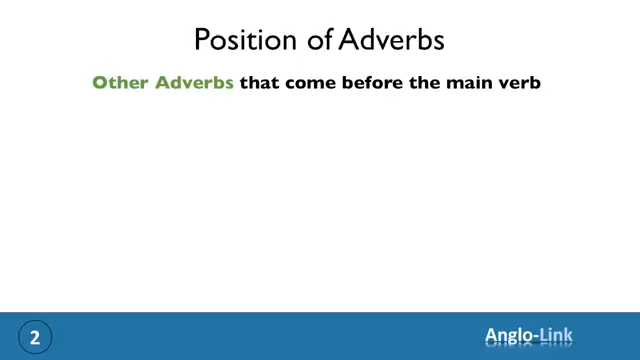 Position of Adverbs
Other Adverbs that come before the main verb
2
Anglo-Link